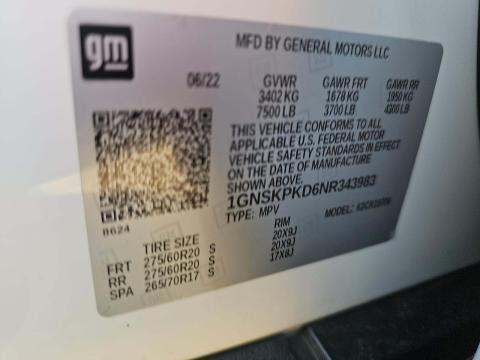 gm
MFD BY GENERAL MOTORS LLC
06/22 GVWR GAWR FRT GAWR RR
3402 KG 1678 KG 1950 KG
7500 LB 3700 LB 4300 LB
THIS VEHICLE CONFORMS TO ALL
APPLICABLE U.S. FEDERAL MOTOR
VEHICLE SAFETY STANDARDS IN EFFECT
ON THE DATE OF MANUFACTURE
SHOWN ABOVE.
1GNSKPKD6NR343983
TYPE: MPV MODEL:
B624
TIRE SIZE RIM
FRT 275/60R20 S 20X9J
RR 275/60R20 S 20X9J
SPA 265/70R17 S 17X8J